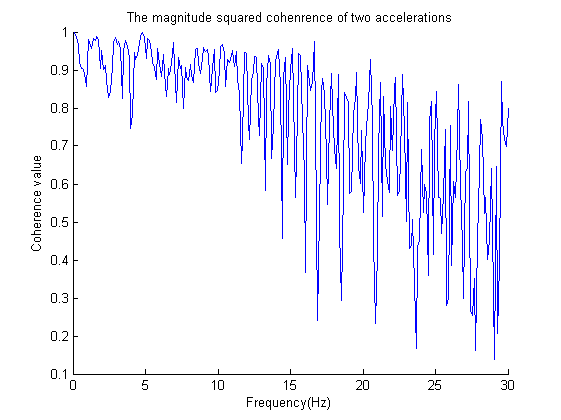 The magnitude squared cohenrence of two accelerations
1
0.9
0.8
0.7
0.6
0.5
0.4
0.3
0.2
0.1
Coherence value
0 5 10 15 20 25 30
Frequency(Hz)